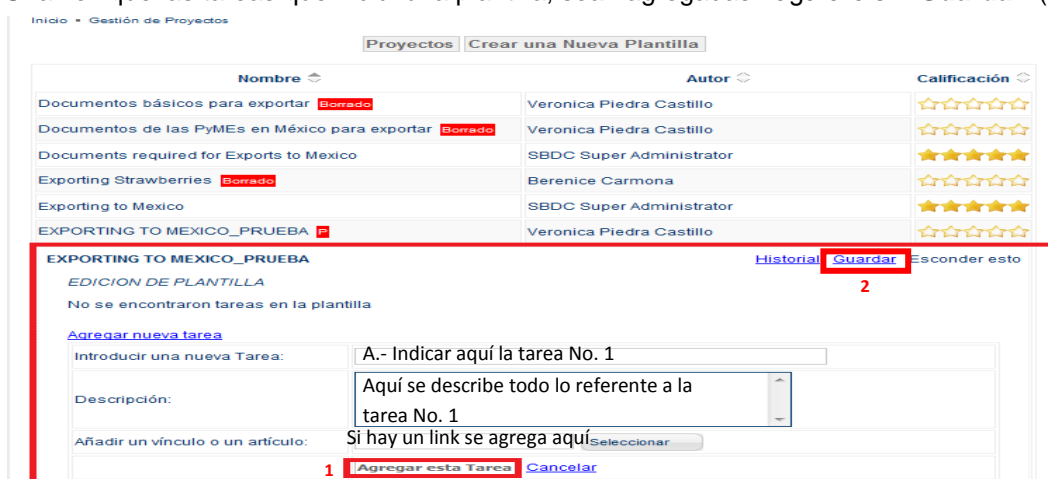 Inicio • Gestión de Proyectos
Proyectos Crear una Nueva Plantilla
Nombre Autor Calificación
Documentos básicos para exportar Borrado Veronica Piedra Castillo
Documentos de las PyMEs en México para exportar Borrado Veronica Piedra Castillo
Documents required for Exports to Mexico SBDC Super Administrator
Exporting Strawberries Borrado Berenice Carmona
Exporting to Mexico SBDC Super Administrator
EXPORTING TO MEXICO_PRUEBA P Veronica Piedra Castillo
EXPORTING TO MEXICO_PRUEBA Historial Guardar Esconder esto
EDICION DE PLANTILLA 2
No se encontraron tareas en la plantilla
Agregar nueva tarea
Introducir una nueva Tarea: A.- Indicar aquí la tarea No. 1
Descripción: Aquí se describe todo lo referente a la
tarea No. 1
Añadir un vínculo o un artículo: Si hay un link se agrega aquí Seleccionar
1 Agregar esta Tarea Cancelar